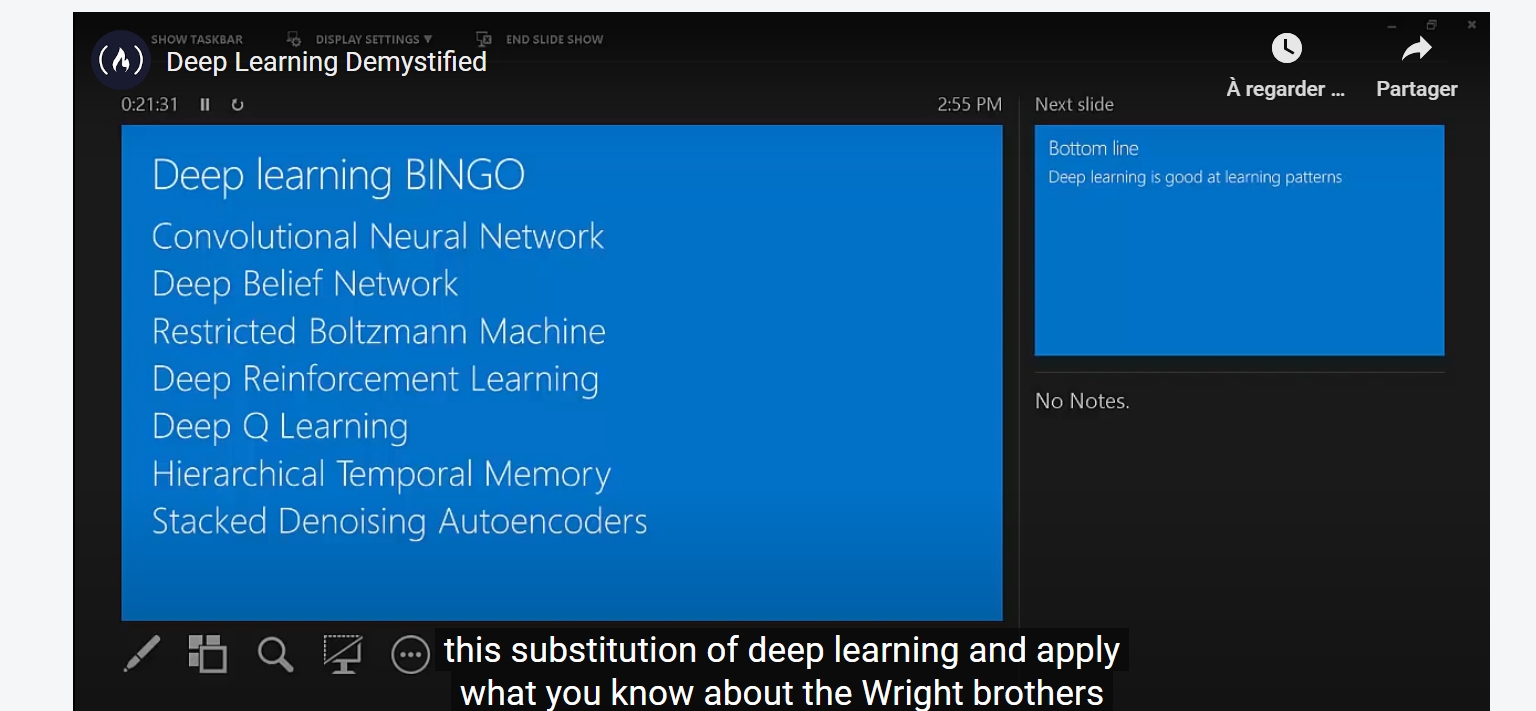 SHOW TASKBAR DISPLAY SETTINGS ▼ END SLIDE SHOW
Deep Learning Demystified
À regarder ...
Partager
0:21:31
2:55 PM
Next slide
Deep learning BINGO
Convolutional Neural Network
Deep Belief Network
Restricted Boltzmann Machine
Deep Reinforcement Learning
Deep Q Learning
Hierarchical Temporal Memory
Stacked Denoising Autoencoders
Bottom line
Deep learning is good at learning patterns
No Notes.
this substitution of deep learning and apply
what you know about the Wright brothers